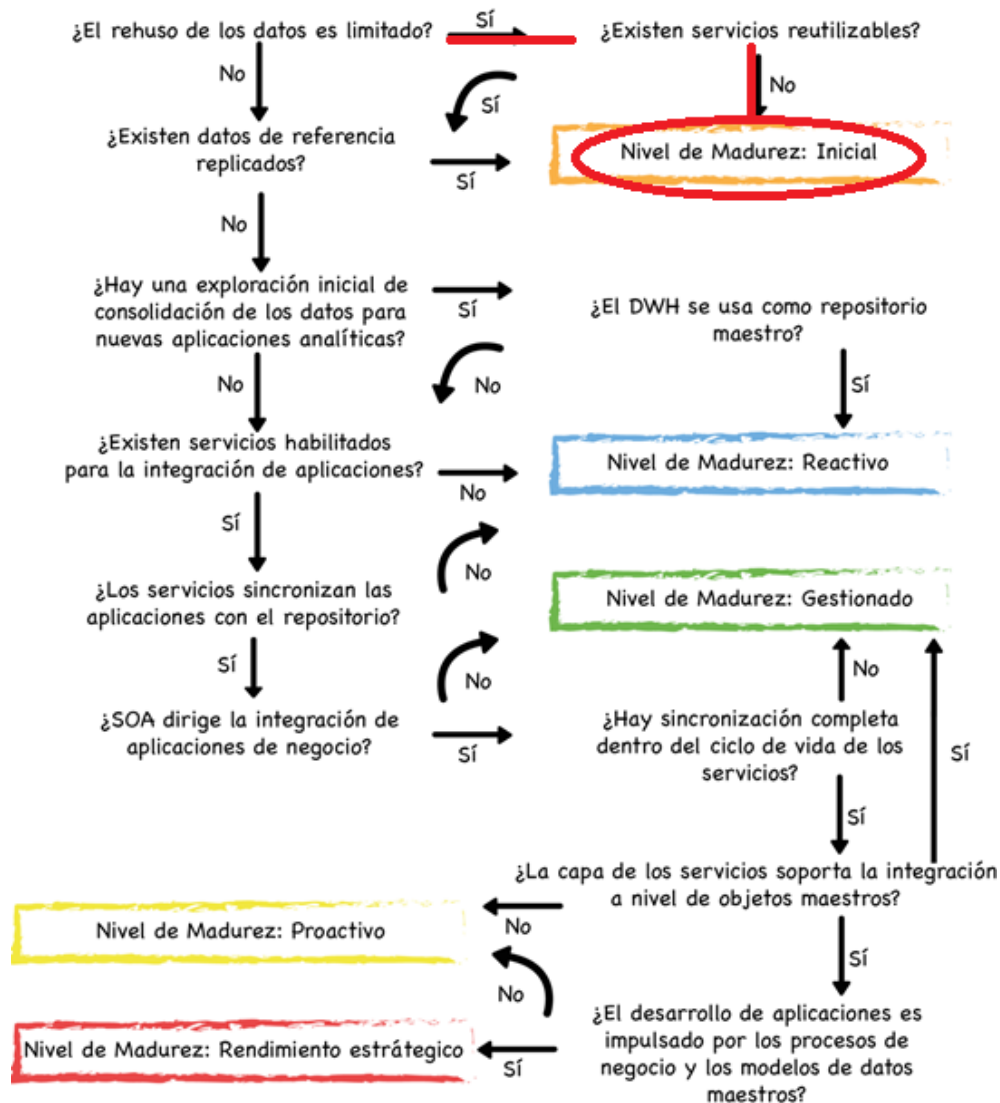 ¿El rehuso de los datos es limitado?
Sí
¿Existen servicios reutilizables?
No
Sí
No
¿Existen datos de referencia
replicados?
Sí
Nivel de Madurez: Inicial
No
¿Hay una exploración inicial de
consolidación de los datos para
nuevas aplicaciones analíticas?
Sí
¿El DWH se usa como repositorio
maestro?
No
No
Sí
¿Existen servicios habilitados
para la integración de aplicaciones?
No
Nivel de Madurez: Reactivo
Sí
No
¿Los servicios sincronizan las
aplicaciones con el repositorio?
Nivel de Madurez: Gestionado
Sí
No
No
¿SOA dirige la integración de
aplicaciones de negocio?
Sí
¿Hay sincronización completa
dentro del ciclo de vida de los
servicios?
Sí
Sí
¿La capa de los servicios soporta la integración
a nivel de objetos maestros?
No
Nivel de Madurez: Proactivo
Sí
No
¿El desarrollo de aplicaciones es
impulsado por los procesos de
negocio y los modelos de datos
maestros?
Sí
Nivel de Madurez: Rendimiento estrátegico